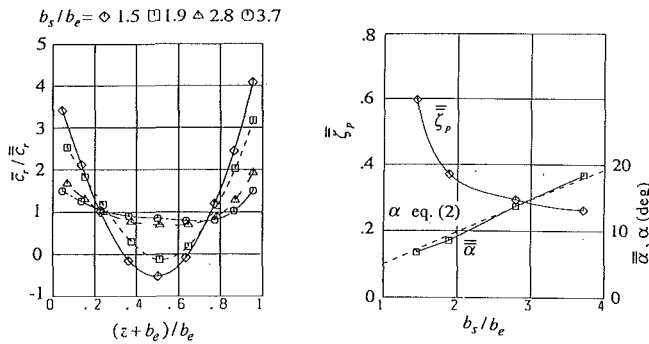 b_s/b_e = ◇ 1.5 □ 1.9 △ 2.8 ○ 3.7
5
4
3
2
1
0
-1
c̄_r / c̿_r
0 .2 .4 .6 .8 1
(z+b_e)/b_e
.8
.6
.4
.2
0
ζ̿_p
ζ̿_p
α eq. (2)
α̿
20
10
0
α̿, α (deg)
1 2 3 4
b_s/b_e